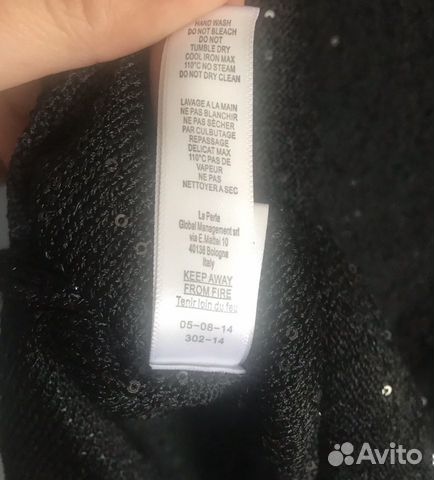 HAND WASH
DO NOT BLEACH
DO NOT
TUMBLE DRY
COOL IRON MAX
110°C NO STEAM
DO NOT DRY CLEAN
LAVAGE A LA MAIN
NE PAS BLANCHIR
NE PAS SÉCHER
PAR CULBUTAGE
REPASSAGE
DELICAT MAX
110°C PAS DE
VAPEUR
NE PAS
NETTOYER A SEC
La Perla
Global Management srl
via E.Mattei 10
40138 Bologne
Italy
KEEP AWAY
FROM FIRE
Tenir loin du feu
05-08-14
302-14
Avito